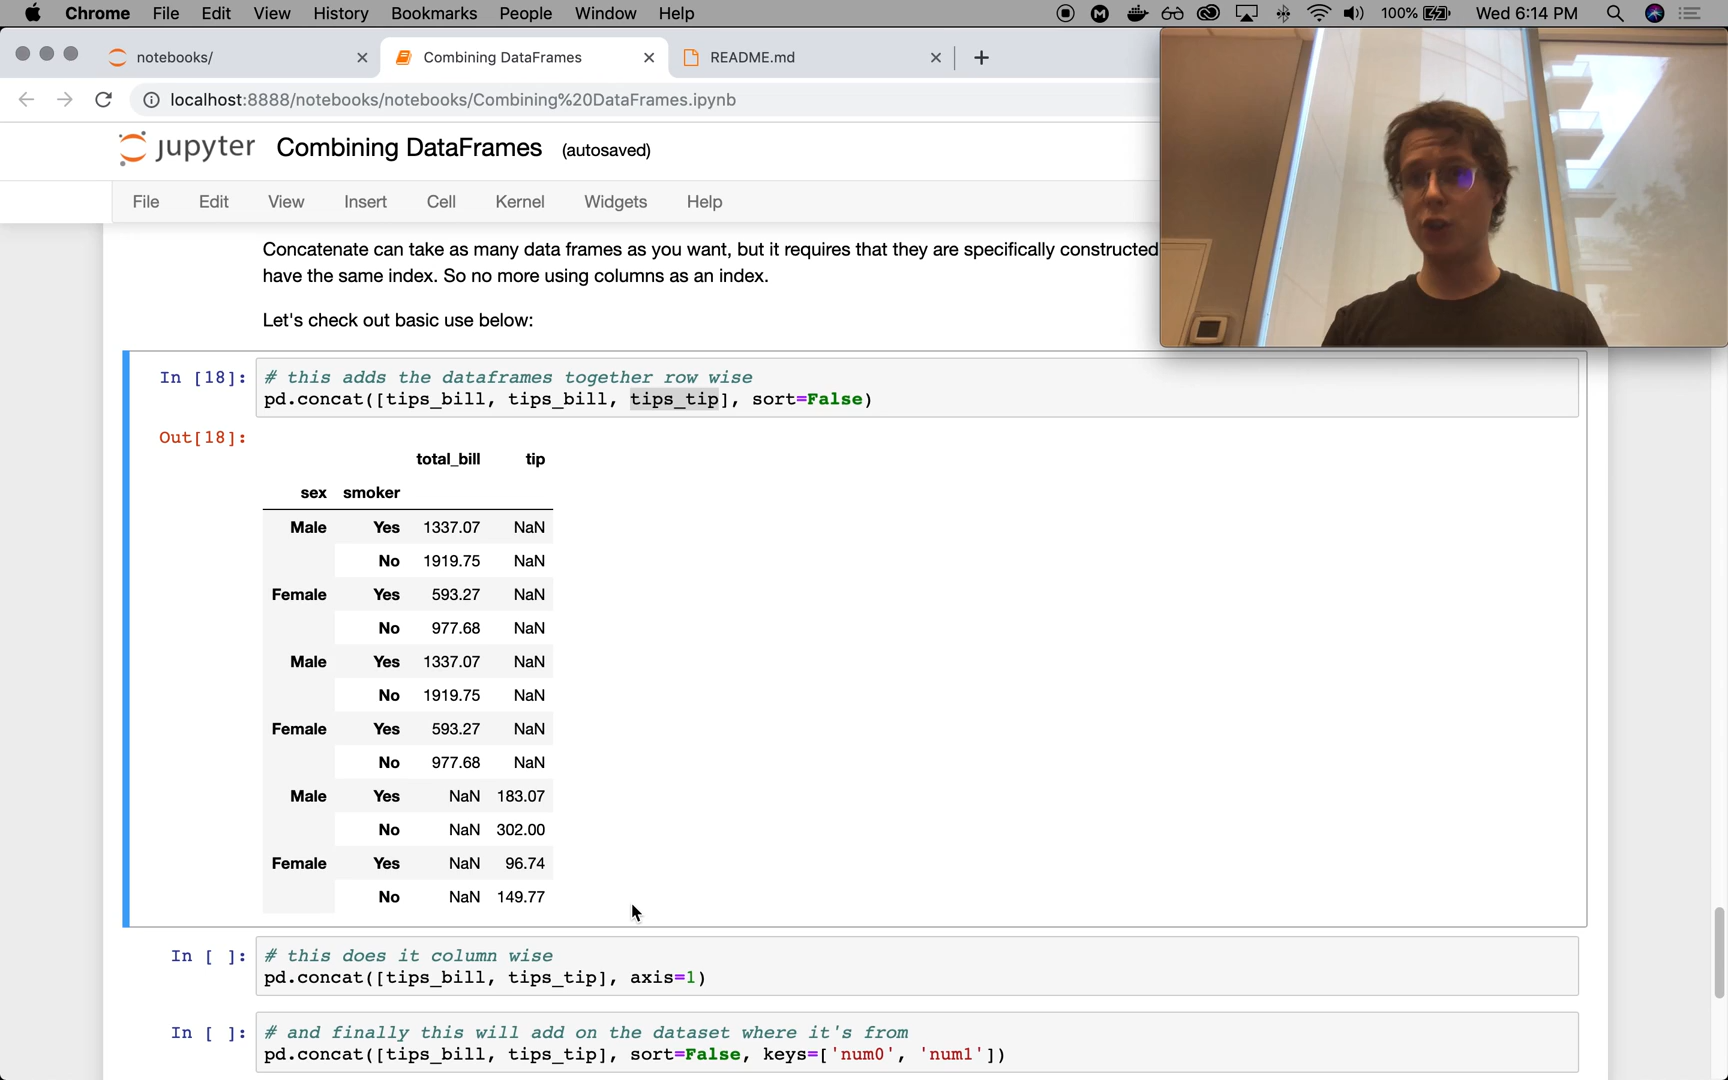 Chrome File Edit View History Bookmarks People Window Help 100% Wed 6:14 PM
notebooks/ Combining DataFrames README.md
localhost:8888/notebooks/notebooks/Combining%20DataFrames.ipynb
jupyter Combining DataFrames (autosaved)
File Edit View Insert Cell Kernel Widgets Help
Concatenate can take as many data frames as you want, but it requires that they are specifically constructed
have the same index. So no more using columns as an index.
Let's check out basic use below:
In [18]: # this adds the dataframes together row wise
pd.concat([tips_bill, tips_bill, tips_tip], sort=False)
Out[18]:
total_bill tip
sex smoker
Male Yes 1337.07 NaN
No 1919.75 NaN
Female Yes 593.27 NaN
No 977.68 NaN
Male Yes 1337.07 NaN
No 1919.75 NaN
Female Yes 593.27 NaN
No 977.68 NaN
Male Yes NaN 183.07
No NaN 302.00
Female Yes NaN 96.74
No NaN 149.77
In [ ]: # this does it column wise
pd.concat([tips_bill, tips_tip], axis=1)
In [ ]: # and finally this will add on the dataset where it's from
pd.concat([tips_bill, tips_tip], sort=False, keys=['num0', 'num1'])